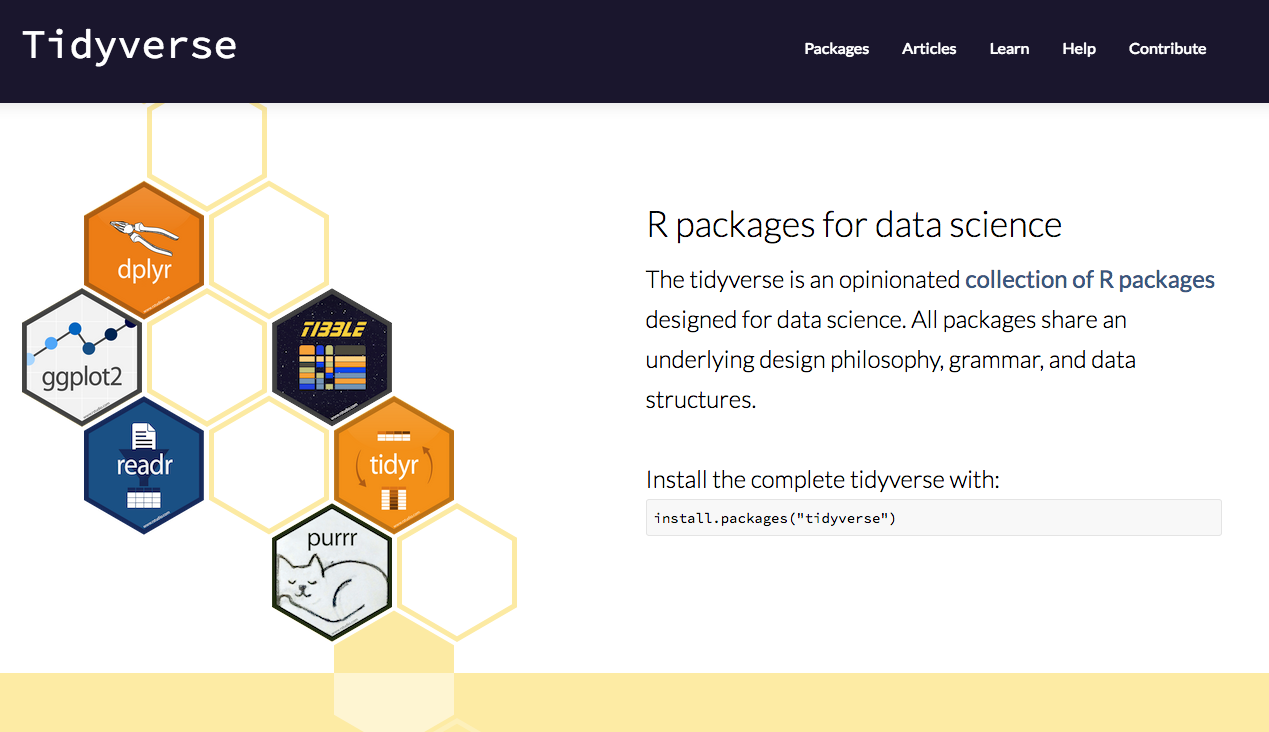 Tidyverse
Packages
Articles
Learn
Help
Contribute
dplyr
ggplot2
TIBBLE
readr
tidyr
purrr
R packages for data science
The tidyverse is an opinionated collection of R packages
designed for data science. All packages share an
underlying design philosophy, grammar, and data
structures.
Install the complete tidyverse with:
install.packages("tidyverse")